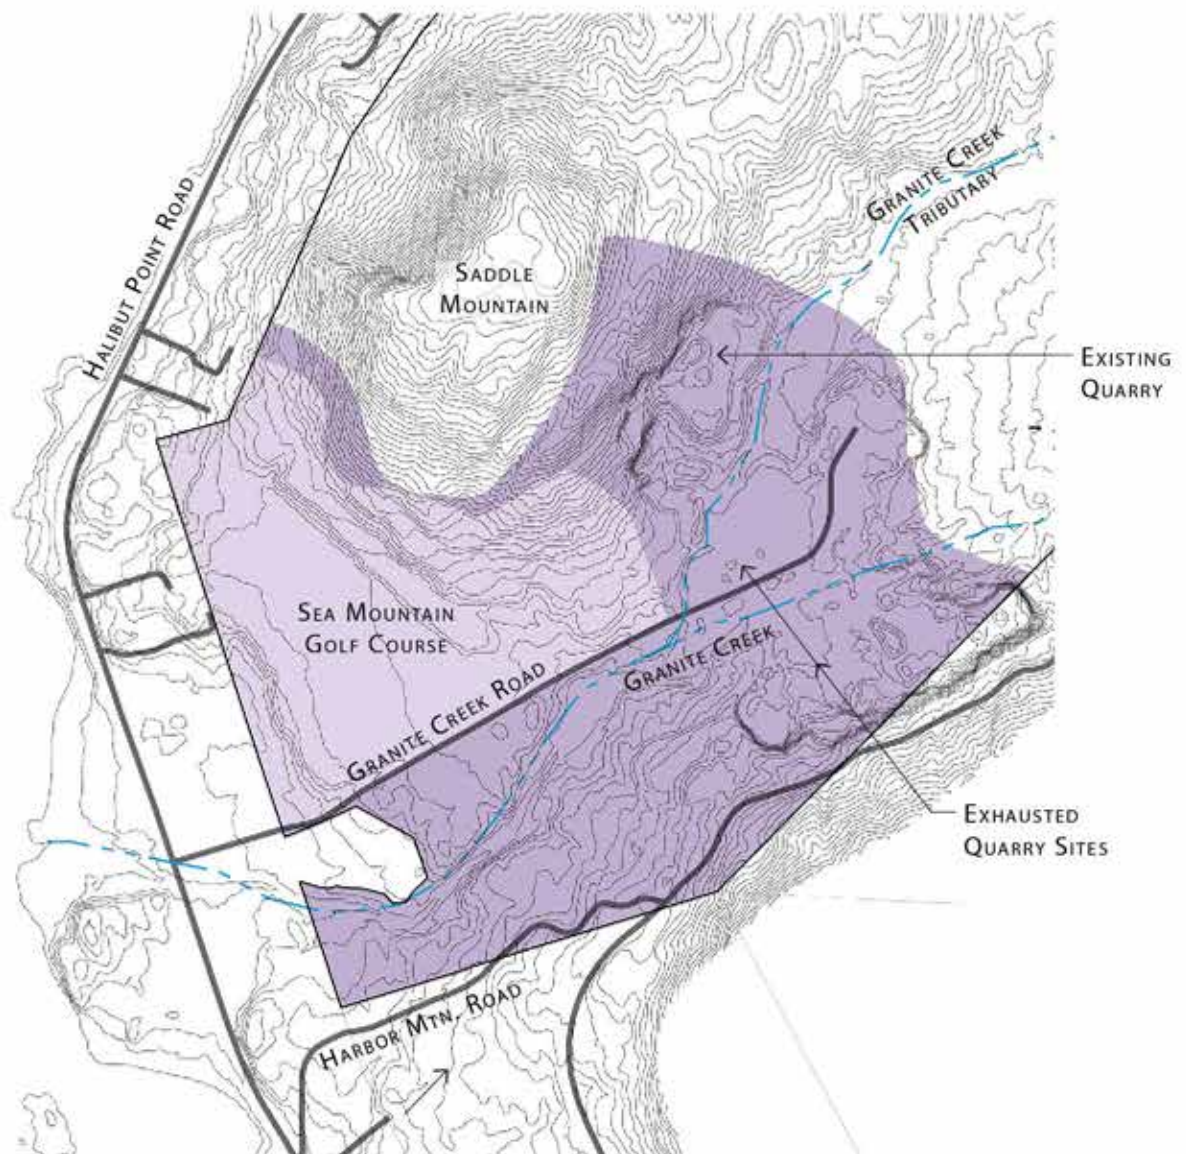 Granite Creek
Tributary
Halibut Point Road
Saddle
Mountain
Existing
Quarry
Sea Mountain
Golf Course
Granite Creek
Granite Creek Road
Exhausted
Quarry Sites
Harbor Mtn. Road